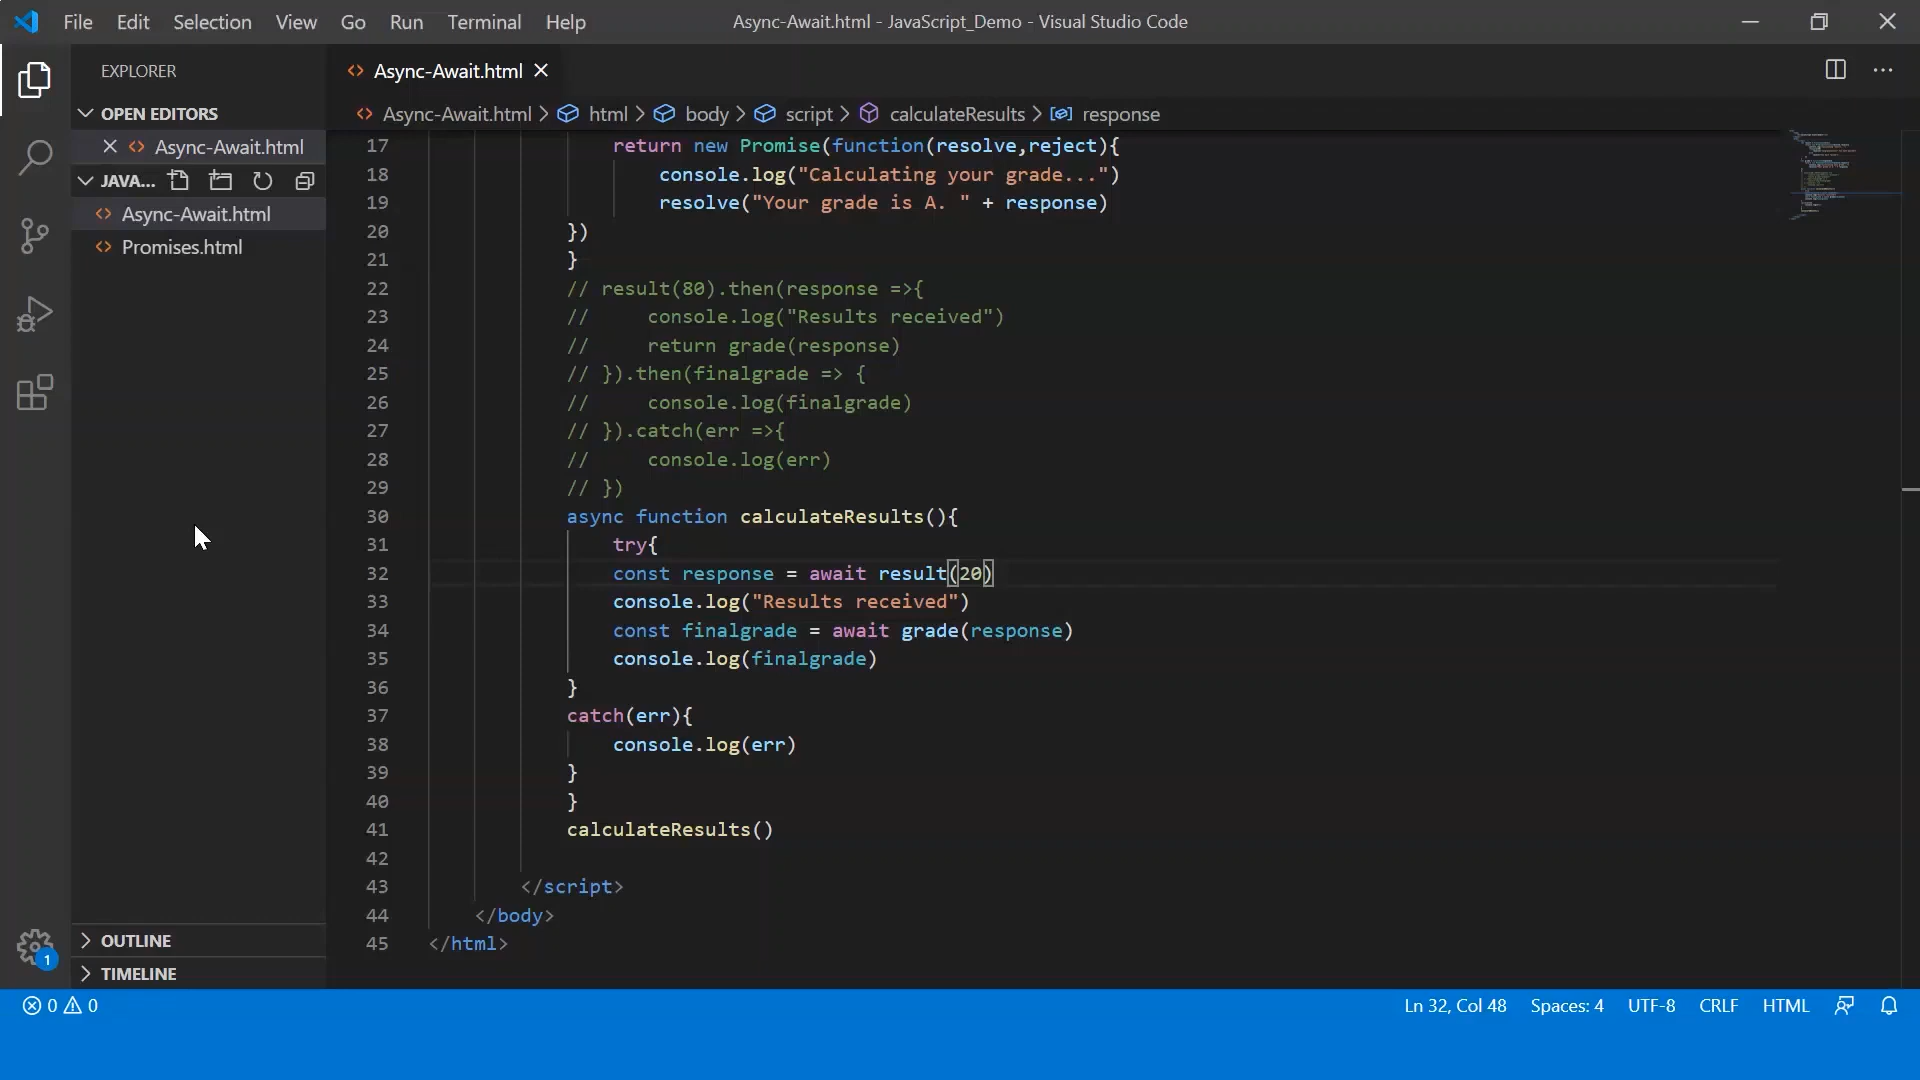 File Edit Selection View Go Run Terminal Help
Async-Await.html - JavaScript_Demo - Visual Studio Code
EXPLORER
OPEN EDITORS
Async-Await.html
JAVA...
Async-Await.html
Promises.html
OUTLINE
TIMELINE
1
Async-Await.html
Async-Await.html > html > body > script > calculateResults > response
17 return new Promise(function(resolve,reject){
18 console.log("Calculating your grade...")
19 resolve("Your grade is A. " + response)
20 })
21 }
22 // result(80).then(response =>{
23 //     console.log("Results received")
24 //     return grade(response)
25 // }).then(finalgrade => {
26 //     console.log(finalgrade)
27 // }).catch(err =>{
28 //     console.log(err)
29 // })
30 async function calculateResults(){
31 try{
32 const response = await result(20)
33 console.log("Results received")
34 const finalgrade = await grade(response)
35 console.log(finalgrade)
36 }
37 catch(err){
38 console.log(err)
39 }
40 }
41 calculateResults()
42
43 </script>
44 </body>
45 </html>
0 0
Ln 32, Col 48 Spaces: 4 UTF-8 CRLF HTML